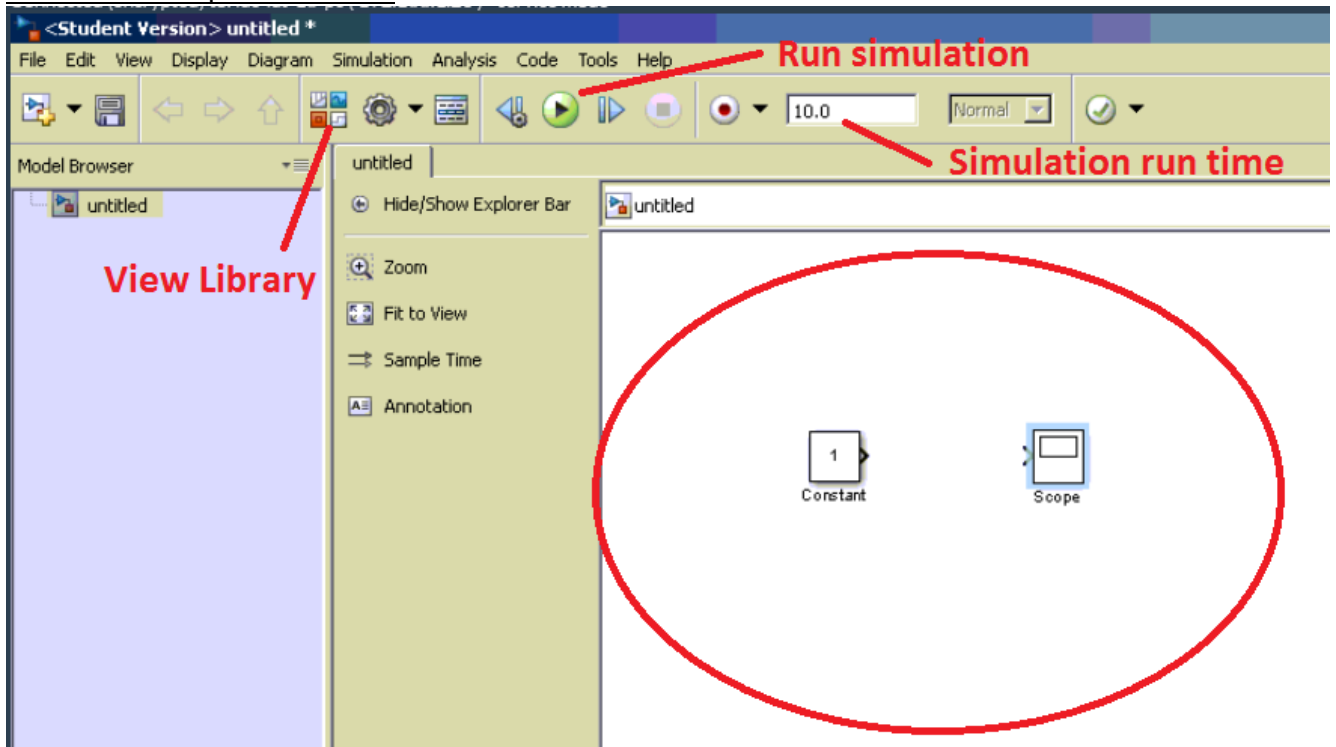 <Student Version> untitled *
File Edit View Display Diagram Simulation Analysis Code Tools Help
Run simulation
10.0
Normal
Simulation run time
Model Browser
untitled
untitled
View Library
Hide/Show Explorer Bar
Zoom
Fit to View
Sample Time
Annotation
untitled
1
Constant
Scope